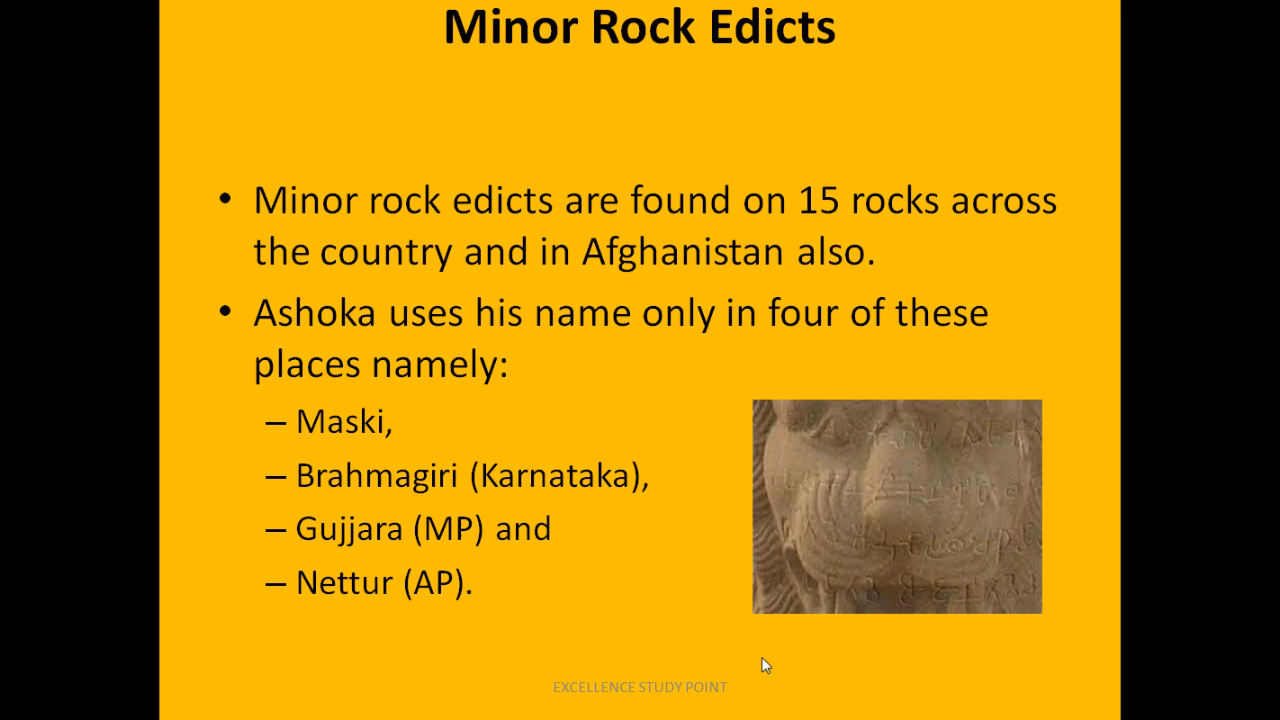 Minor Rock Edicts
• Minor rock edicts are found on 15 rocks across
the country and in Afghanistan also.
• Ashoka uses his name only in four of these
places namely:
– Maski,
– Brahmagiri (Karnataka),
– Gujjara (MP) and
– Nettur (AP).
EXCELLENCE STUDY POINT